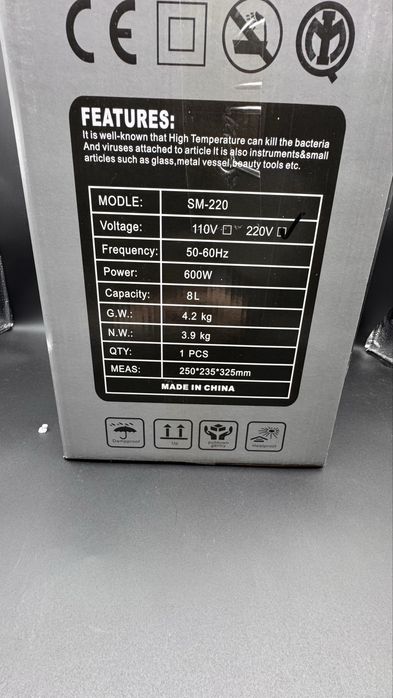 CE
FEATURES:
It is well-known that High Temperature can kill the bacteria
And viruses attached to article It is also instruments&small
articles such as glass,metal vessel,beauty tools etc.
MODLE: SM-220
Voltage: 110V □ 220V □
Frequency: 50-60Hz
Power: 600W
Capacity: 8L
G.W.: 4.2 kg
N.W.: 3.9 kg
QTY: 1 PCS
MEAS: 250*235*325mm
MADE IN CHINA
Dampproof Up Heatproof